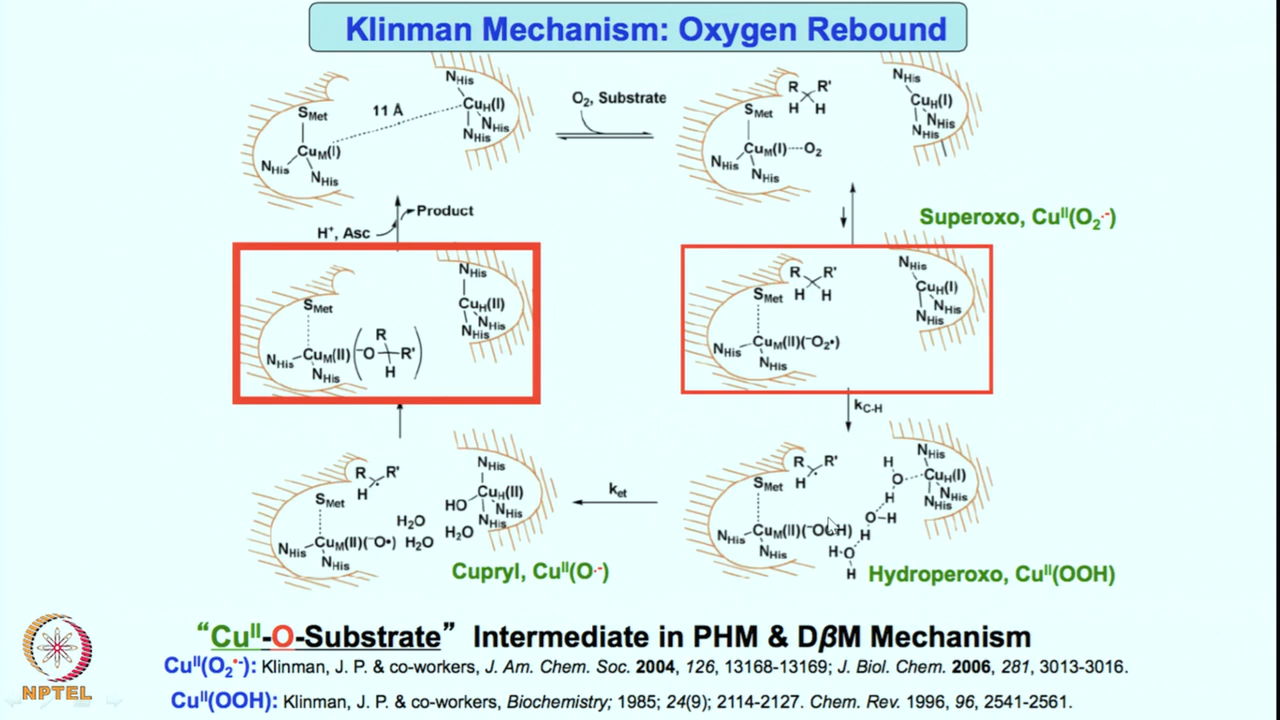 Klinman Mechanism: Oxygen Rebound
N_His
S_Met
11 Å
Cu_H(I)
N_His
N_His
Cu_M(I)
N_His
N_His
O₂, Substrate
R R'
H H
S_Met
Cu_M(I)····O₂
N_His
N_His
N_His
Cu_H(I)
N_His
N_His
Product
H⁺, Asc
Superoxo, Cu^II(O₂˙⁻)
N_His
S_Met
Cu_H(II)
N_His
N_His
R
Cu_M(II)(⁻O R')
H
N_His
N_His
R R'
H H
S_Met
Cu_M(II)(⁻O₂•)
N_His
N_His
N_His
Cu_H(I)
N_His
N_His
k_C-H
R R'
H
S_Met
Cu_M(II)(⁻O•)
N_His
N_His
H₂O
H₂O
N_His
Cu_H(II)
HO
N_His
N_His
H₂O
Cupryl, Cu^II(O˙⁻)
k_et
R R'
H
S_Met
Cu_M(II)(⁻OOH)
N_His
N_His
H
O
H
O-H
H
H-O
H
N_His
Cu_H(I)
N_His
N_His
Hydroperoxo, Cu^II(OOH)
“Cu^II-O-Substrate” Intermediate in PHM & DβM Mechanism
Cu^II(O₂˙⁻): Klinman, J. P. & co-workers, J. Am. Chem. Soc. 2004, 126, 13168-13169; J. Biol. Chem. 2006, 281, 3013-3016.
Cu^II(OOH): Klinman, J. P. & co-workers, Biochemistry; 1985; 24(9); 2114-2127. Chem. Rev. 1996, 96, 2541-2561.
NPTEL